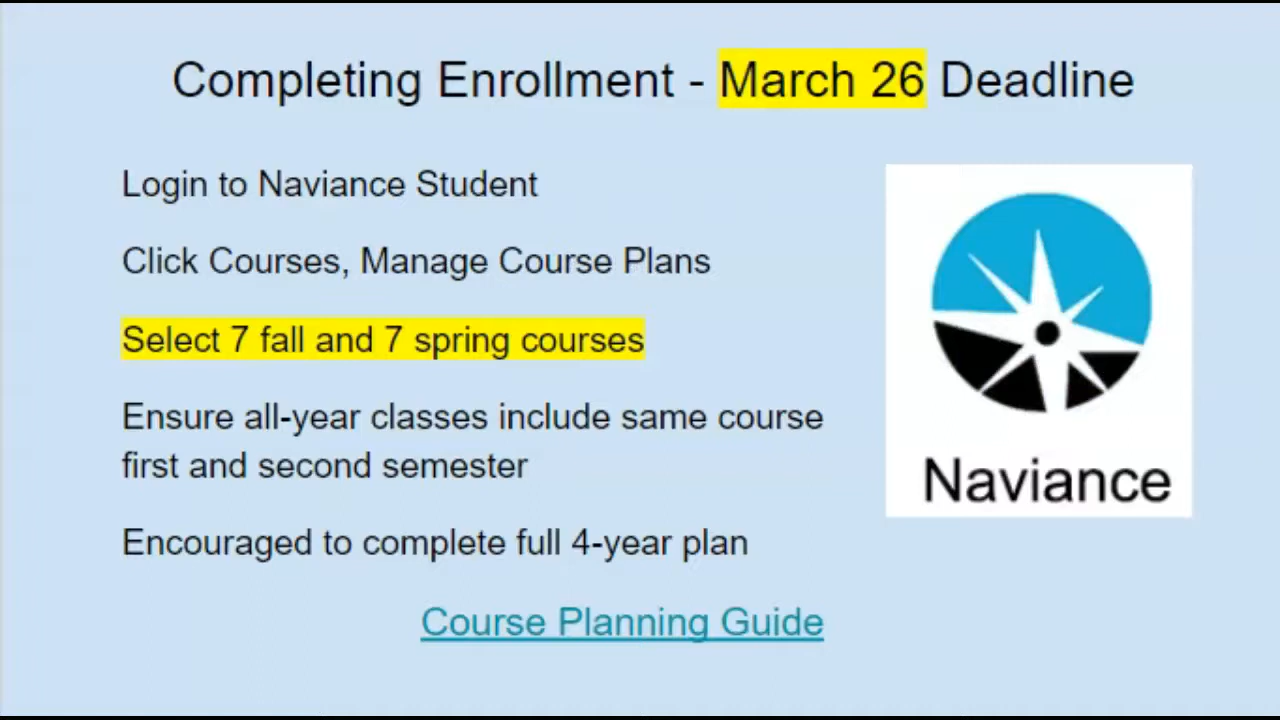 Completing Enrollment - March 26 Deadline
Login to Naviance Student
Click Courses, Manage Course Plans
Select 7 fall and 7 spring courses
Ensure all-year classes include same course
first and second semester
Encouraged to complete full 4-year plan
Course Planning Guide
Naviance